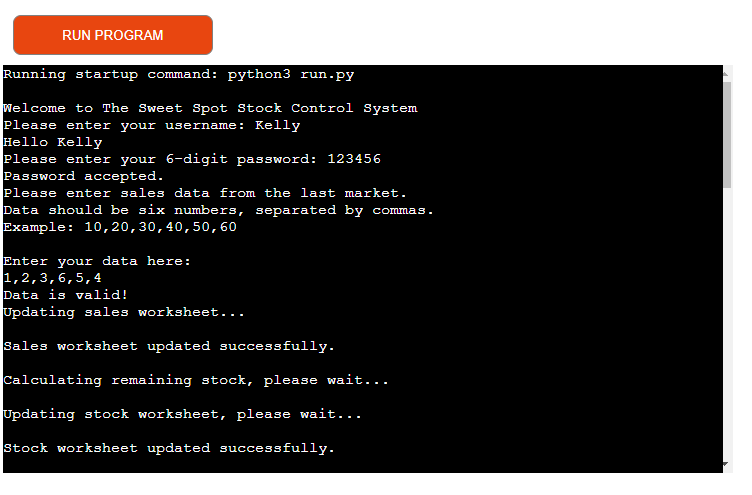 RUN PROGRAM
Running startup command: python3 run.py
Welcome to The Sweet Spot Stock Control System
Please enter your username: Kelly
Hello Kelly
Please enter your 6-digit password: 123456
Password accepted.
Please enter sales data from the last market.
Data should be six numbers, separated by commas.
Example: 10,20,30,40,50,60
Enter your data here:
1,2,3,6,5,4
Data is valid!
Updating sales worksheet...
Sales worksheet updated successfully.
Calculating remaining stock, please wait...
Updating stock worksheet, please wait...
Stock worksheet updated successfully.